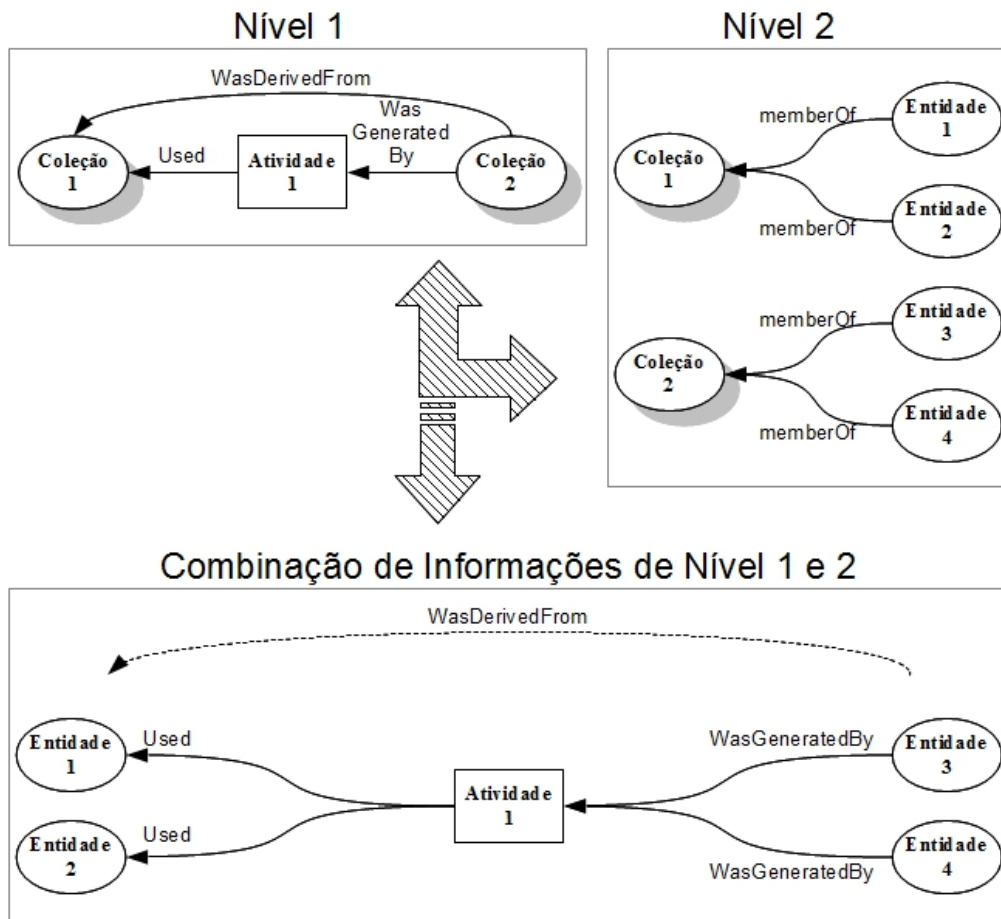 Nível 1
WasDerivedFrom
Was
Generated
By
Used
Coleção
1
Atividade
1
Coleção
2
Nível 2
memberOf
Entidade
1
Coleção
1
memberOf
Entidade
2
memberOf
Entidade
3
Coleção
2
memberOf
Entidade
4
Combinação de Informações de Nível 1 e 2
WasDerivedFrom
Entidade
1
Used
WasGeneratedBy
Entidade
3
Atividade
1
Entidade
2
Used
WasGeneratedBy
Entidade
4